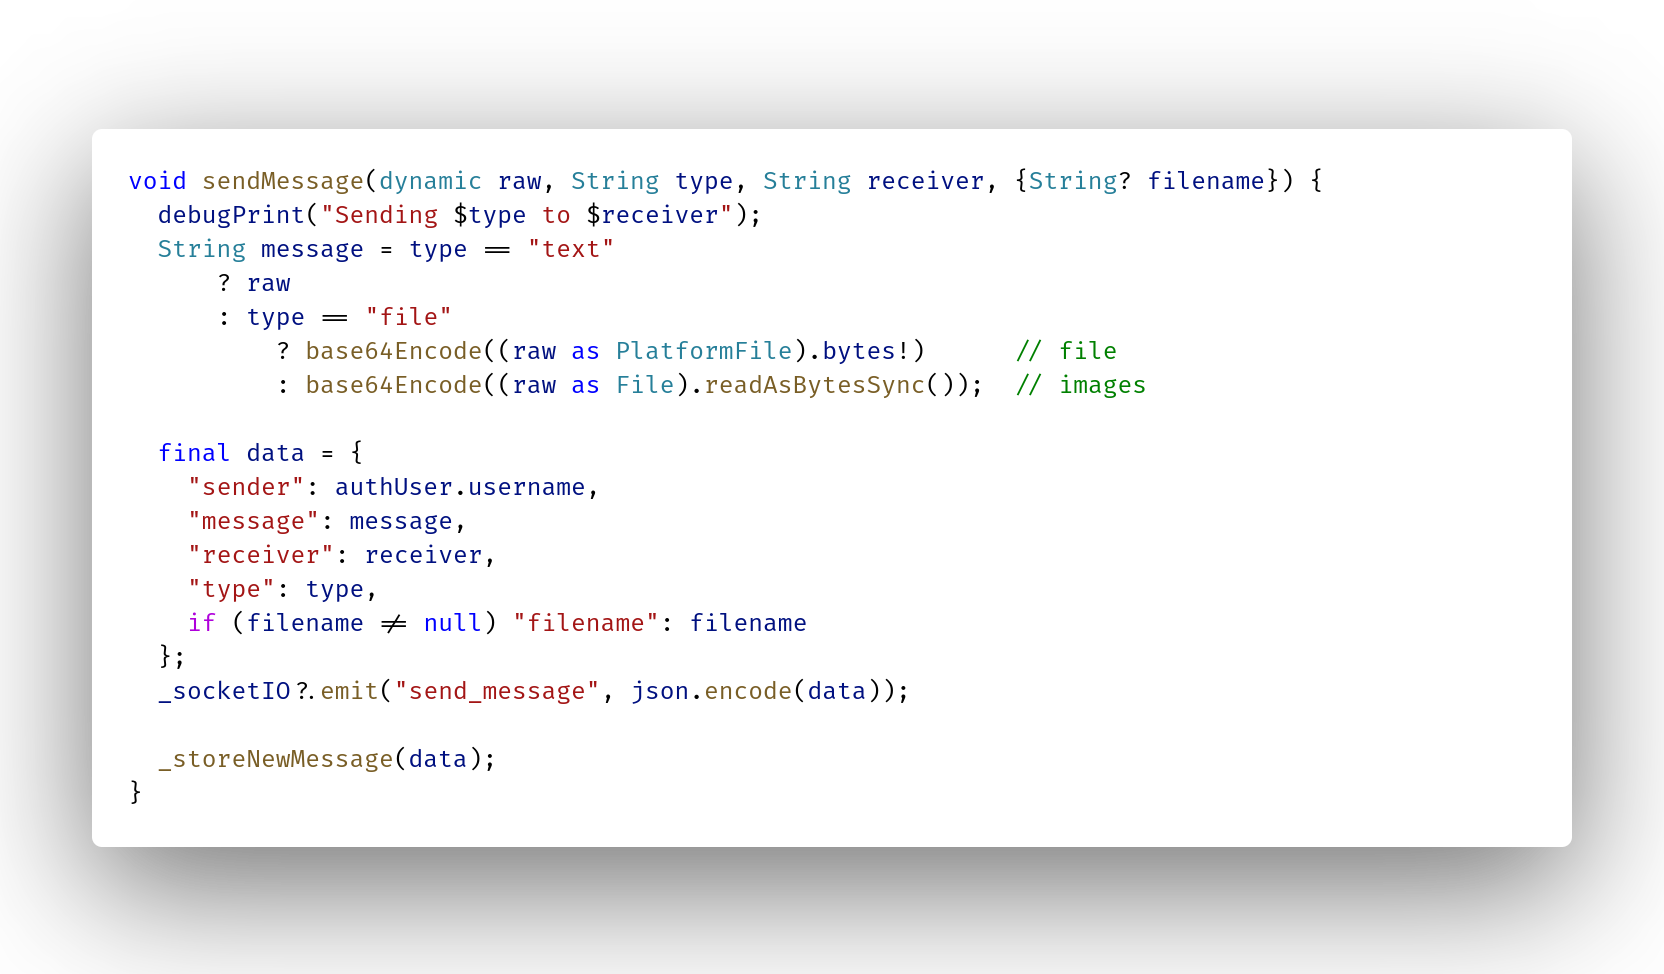 void sendMessage(dynamic raw, String type, String receiver, {String? filename}) {
  debugPrint("Sending $type to $receiver");
  String message = type == "text"
      ? raw
      : type == "file"
          ? base64Encode((raw as PlatformFile).bytes!)      // file
          : base64Encode((raw as File).readAsBytesSync());  // images

  final data = {
    "sender": authUser.username,
    "message": message,
    "receiver": receiver,
    "type": type,
    if (filename != null) "filename": filename
  };
  _socketIO?.emit("send_message", json.encode(data));

  _storeNewMessage(data);
}